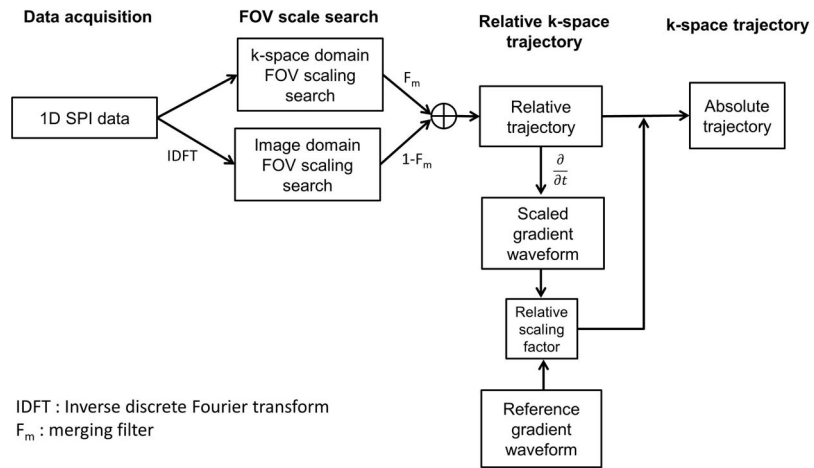 Data acquisition
FOV scale search
Relative k-space
trajectory
k-space trajectory
1D SPI data
IDFT
k-space domain
FOV scaling
search
Image domain
FOV scaling
search
Fₘ
1-Fₘ
Relative
trajectory
Absolute
trajectory
∂
∂t
Scaled
gradient
waveform
Relative
scaling
factor
Reference
gradient
waveform
IDFT : Inverse discrete Fourier transform
Fₘ : merging filter